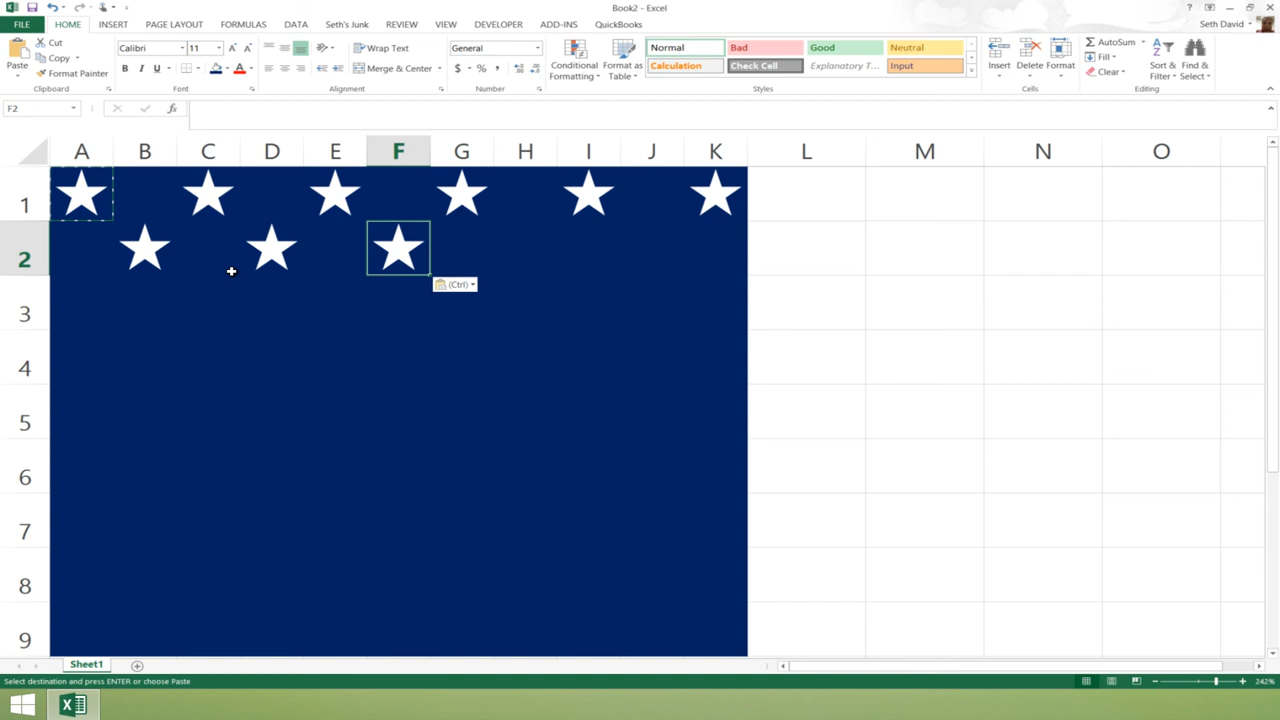 Book2 - Excel
?
FILE HOME INSERT PAGE LAYOUT FORMULAS DATA Seth's Junk REVIEW VIEW DEVELOPER ADD-INS QuickBooks Seth David
Paste
Cut
Copy
Format Painter
Clipboard
Calibri 11
B I U
Font
Wrap Text
Merge & Center
Alignment
General
$ % ,
Number
Conditional Formatting
Format as Table
Normal Bad Good Neutral
Calculation Check Cell Explanatory T... Input
Styles
Insert Delete Format
Cells
AutoSum
Fill
Clear
Sort & Filter
Find & Select
Editing
F2 fx
A B C D E F G H I J K L M N O
1
2
(Ctrl)
3
4
5
6
7
8
9
Sheet1
Select destination and press ENTER or choose Paste 242%